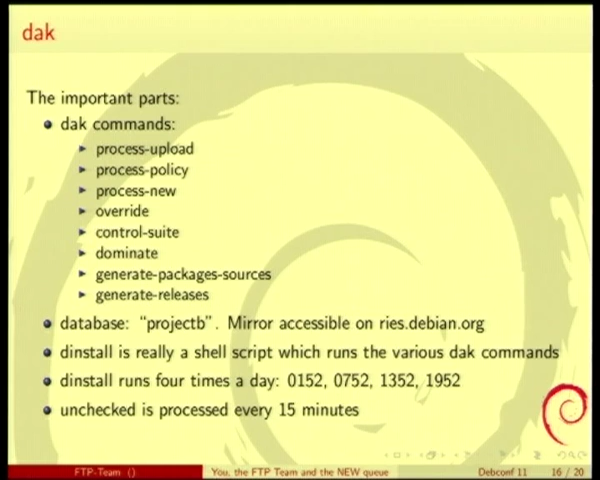 dak
The important parts:
dak commands:
process-upload
process-policy
process-new
override
control-suite
dominate
generate-packages-sources
generate-releases
database: “projectb”. Mirror accessible on ries.debian.org
dinstall is really a shell script which runs the various dak commands
dinstall runs four times a day: 0152, 0752, 1352, 1952
unchecked is processed every 15 minutes
FTP-Team () You, the FTP Team and the NEW queue Debconf 11 16 / 20